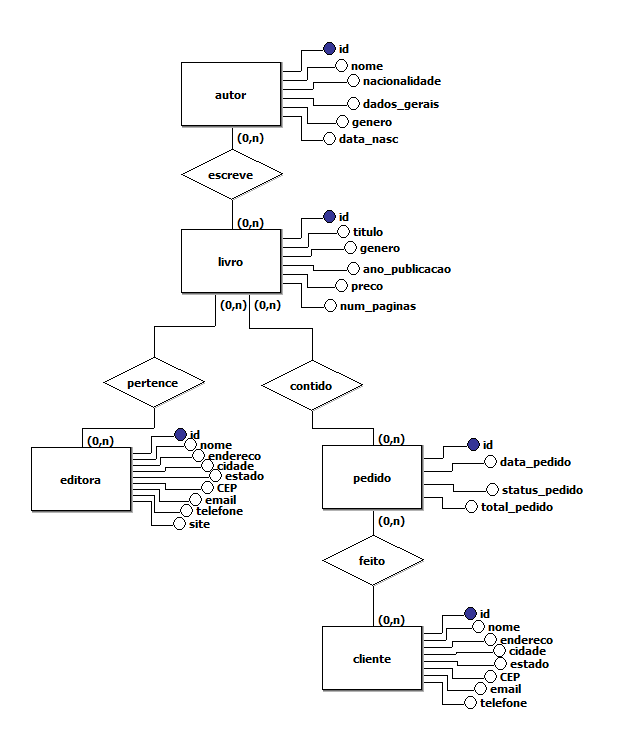 id
nome
nacionalidade
autor
dados_gerais
genero
data_nasc
(0,n)
escreve
(0,n)
id
titulo
genero
livro
ano_publicacao
preco
num_paginas
(0,n)
(0,n)
pertence
contido
(0,n)
id
nome
endereco
cidade
estado
editora
CEP
email
telefone
site
(0,n)
id
data_pedido
pedido
status_pedido
total_pedido
(0,n)
feito
(0,n)
id
nome
endereco
cidade
cliente
estado
CEP
email
telefone